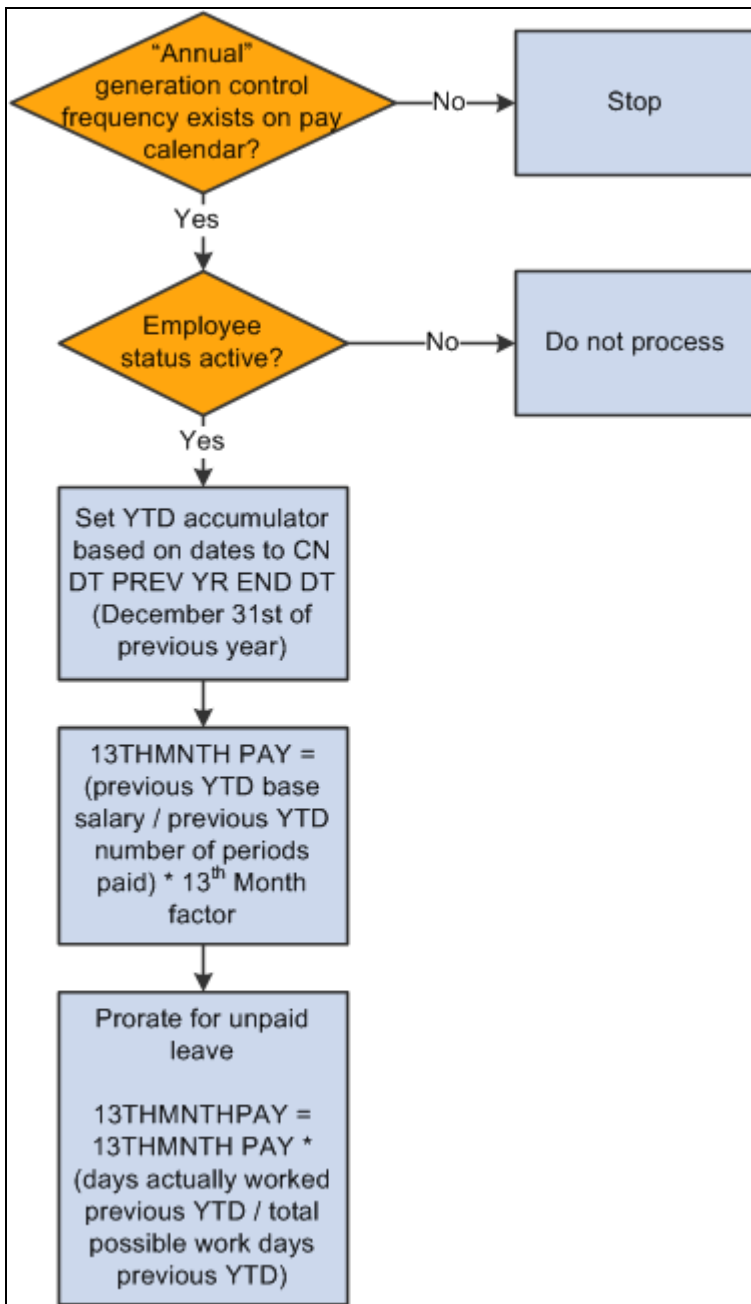 “Annual”
generation control
frequency exists on pay
calendar?
No
Stop
Yes
Employee
status active?
No
Do not process
Yes
Set YTD accumulator
based on dates to CN
DT PREV YR END DT
(December 31st of
previous year)
13THMNTH PAY =
(previous YTD base
salary / previous YTD
number of periods
paid) * 13th Month
factor
Prorate for unpaid
leave
13THMNTHPAY =
13THMNTH PAY *
(days actually worked
previous YTD / total
possible work days
previous YTD)